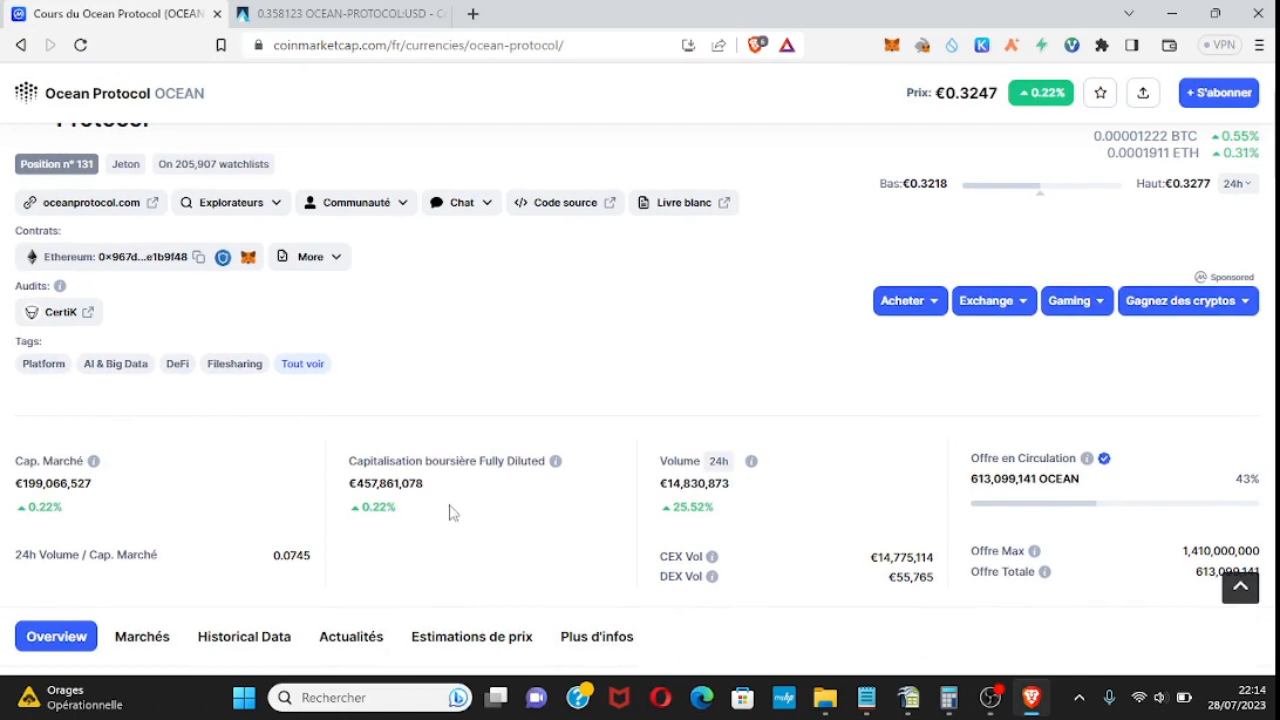 Cours du Ocean Protocol (OCEAN
0.358123 OCEAN-PROTOCOL:USD - C
coinmarketcap.com/fr/currencies/ocean-protocol/
6
VPN
Ocean Protocol OCEAN
Prix: €0.3247
0.22%
+ S'abonner
Protocol
0.00001222 BTC 0.55%
Position n° 131
Jeton
On 205,907 watchlists
0.0001911 ETH 0.31%
Bas:€0.3218
Haut:€0.3277
24h
oceanprotocol.com
Explorateurs
Communauté
Chat
Code source
Livre blanc
Contrats:
Ethereum: 0x967d...e1b9f48
More
Audits:
Sponsored
CertiK
Acheter
Exchange
Gaming
Gagnez des cryptos
Tags:
Platform
AI & Big Data
DeFi
Filesharing
Tout voir
Cap. Marché
€199,066,527
0.22%
24h Volume / Cap. Marché 0.0745
Capitalisation boursière Fully Diluted
€457,861,078
0.22%
Volume 24h
€14,830,873
25.52%
CEX Vol €14,775,114
DEX Vol €55,765
Offre en Circulation
613,099,141 OCEAN 43%
Offre Max 1,410,000,000
Offre Totale 613,099,141
Overview
Marchés
Historical Data
Actualités
Estimations de prix
Plus d'infos
Orages
Opérationnelle
Rechercher
22:14
28/07/2023